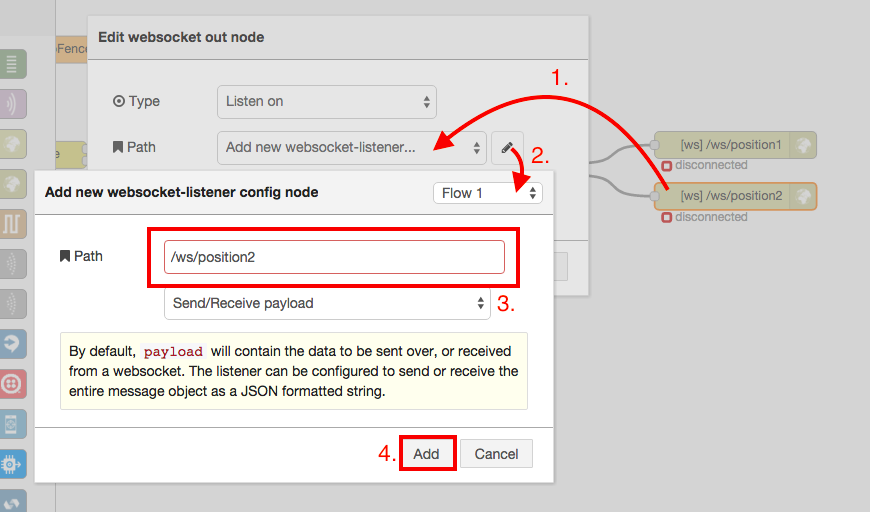 Edit websocket out node
Fence
1.
Type
Listen on
[ws] /ws/position1
disconnected
Path
Add new websocket-listener...
2.
e
[ws] /ws/position2
disconnected
Add new websocket-listener config node
Flow 1
Path
/ws/position2
Send/Receive payload
3.
By default, payload will contain the data to be sent over, or received
from a websocket. The listener can be configured to send or receive the
entire message object as a JSON formatted string.
4.
Add
Cancel